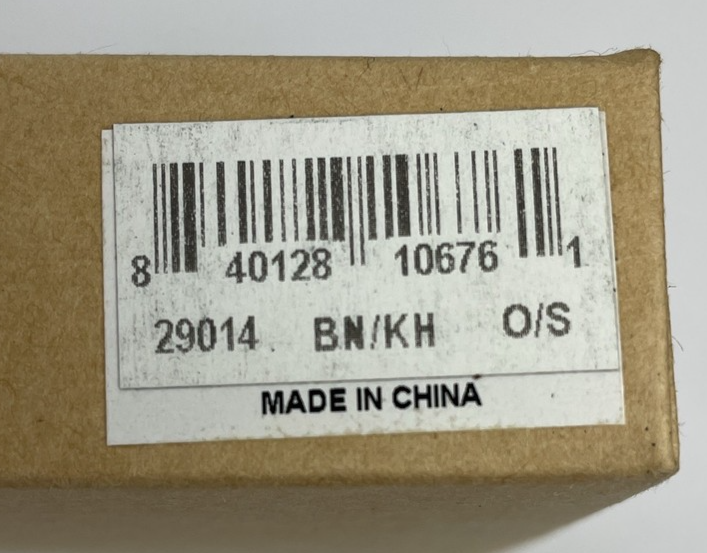 8 40128 10676 1
29014 BN/KH O/S
MADE IN CHINA